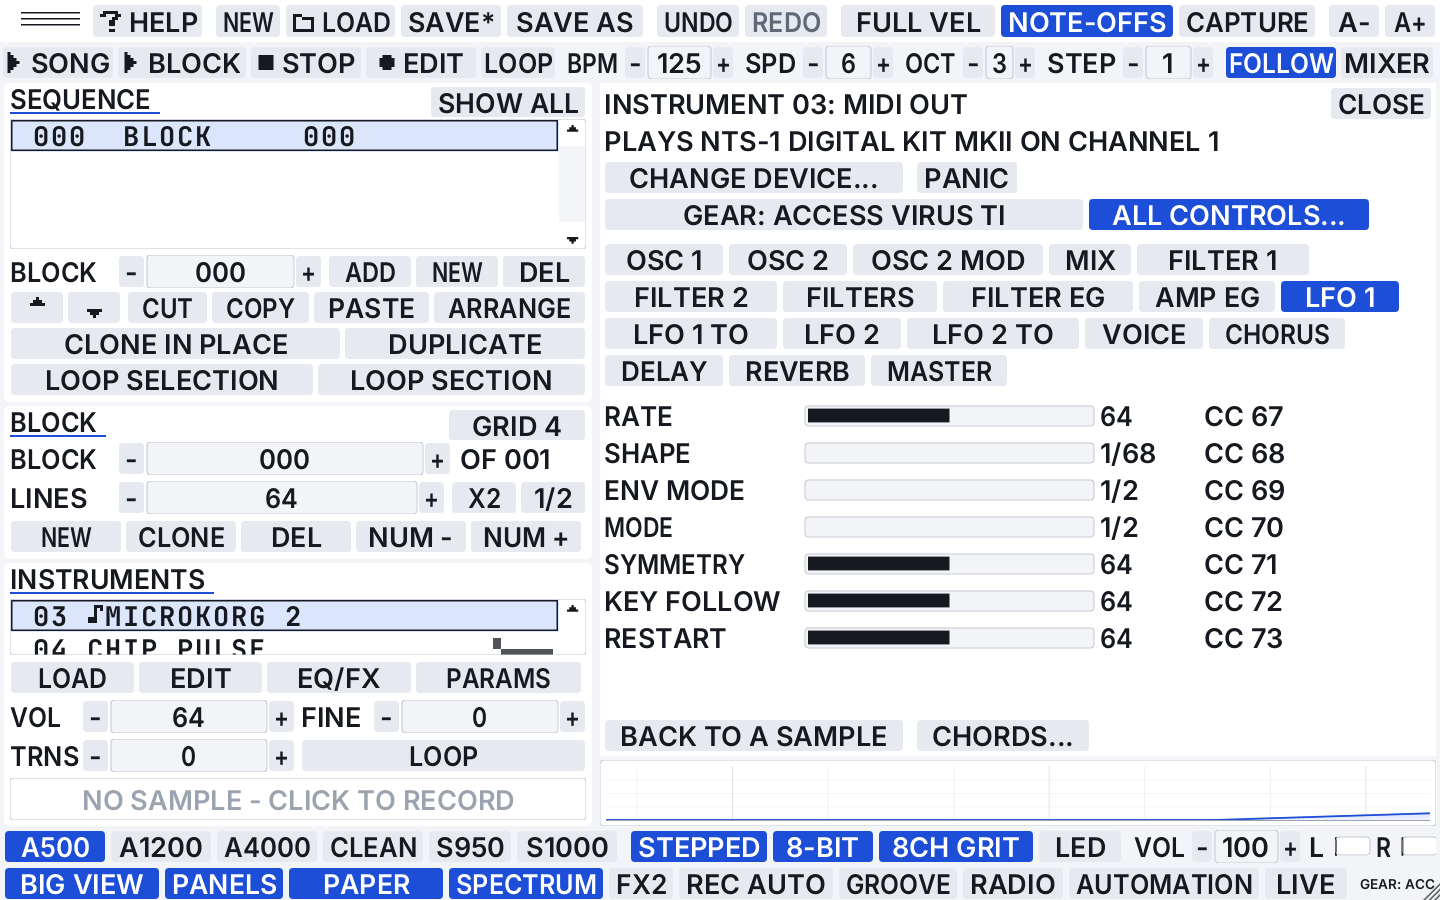 ? HELP NEW LOAD SAVE* SAVE AS UNDO REDO FULL VEL NOTE-OFFS CAPTURE A- A+
SONG BLOCK STOP EDIT LOOP BPM - 125 + SPD - 6 + OCT - 3 + STEP - 1 + FOLLOW MIXER
SEQUENCE SHOW ALL
000 BLOCK 000
BLOCK - 000 + ADD NEW DEL
CUT COPY PASTE ARRANGE
CLONE IN PLACE DUPLICATE
LOOP SELECTION LOOP SECTION
BLOCK GRID 4
BLOCK - 000 + OF 001
LINES - 64 + X2 1/2
NEW CLONE DEL NUM - NUM +
INSTRUMENTS
03 ♪MICROKORG 2
04 CHIP PULSE
LOAD EDIT EQ/FX PARAMS
VOL - 64 + FINE - 0 +
TRNS - 0 + LOOP
NO SAMPLE - CLICK TO RECORD
INSTRUMENT 03: MIDI OUT CLOSE
PLAYS NTS-1 DIGITAL KIT MKII ON CHANNEL 1
CHANGE DEVICE... PANIC
GEAR: ACCESS VIRUS TI ALL CONTROLS...
OSC 1 OSC 2 OSC 2 MOD MIX FILTER 1
FILTER 2 FILTERS FILTER EG AMP EG LFO 1
LFO 1 TO LFO 2 LFO 2 TO VOICE CHORUS
DELAY REVERB MASTER
RATE 64 CC 67
SHAPE 1/68 CC 68
ENV MODE 1/2 CC 69
MODE 1/2 CC 70
SYMMETRY 64 CC 71
KEY FOLLOW 64 CC 72
RESTART 64 CC 73
BACK TO A SAMPLE CHORDS...
A500 A1200 A4000 CLEAN S950 S1000 STEPPED 8-BIT 8CH GRIT LED VOL - 100 + L R
BIG VIEW PANELS PAPER SPECTRUM FX2 REC AUTO GROOVE RADIO AUTOMATION LIVE GEAR: ACC